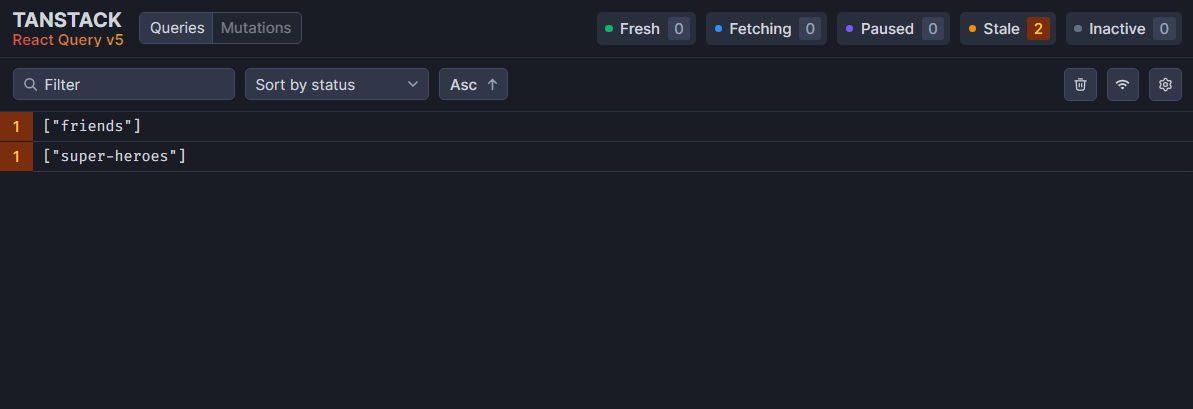 TANSTACK
React Query v5
Queries Mutations
Fresh 0 Fetching 0 Paused 0 Stale 2 Inactive 0
Filter Sort by status Asc ↑
1 ["friends"]
1 ["super-heroes"]